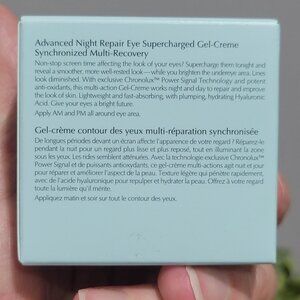 Advanced Night Repair Eye Supercharged Gel-Creme
Synchronized Multi-Recovery
Non-stop screen time affecting the look of your eyes? Supercharge them tonight and
reveal a smoother, more well-rested look—while you brighten the undereye area. Lines
look diminished. With exclusive Chronolux™ Power Signal Technology and potent
anti-oxidants, this multi-action Gel-Creme works night and day to repair and improve
the look of skin. Lightweight and fast-absorbing, with plumping, hydrating Hyaluronic
Acid. Give your eyes a bright future.
Apply AM and PM all around eye area.
Gel-crème contour des yeux multi-réparation synchronisée
De longues périodes devant un écran affecte l'apparence de votre regard ? Réparez-le
pendant la nuit pour un regard plus lisse et plus reposé, tout en illuminant la zone
sous les yeux. Les rides semblent atténuées. Avec la technologie exclusive Chronolux™
Power Signal et de puissants antioxydants, ce gel-crème multi-actions agit nuit et jour
pour réparer et améliorer l'aspect de la peau. Texture légère qui pénètre rapidement,
avec de l'acide hyaluronique pour repulper et hydrater la peau. Offrez à votre regard
toute la lumière qu'il mérite.
Appliquez matin et soir sur tout le contour des yeux.